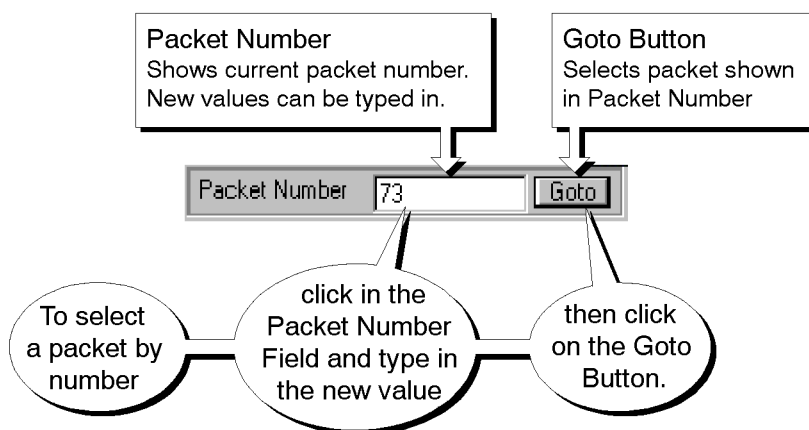 Packet Number
Shows current packet number.
New values can be typed in.
Goto Button
Selects packet shown
in Packet Number
Packet Number 73 Goto
To select
a packet by
number
click in the
Packet Number
Field and type in
the new value
then click
on the Goto
Button.